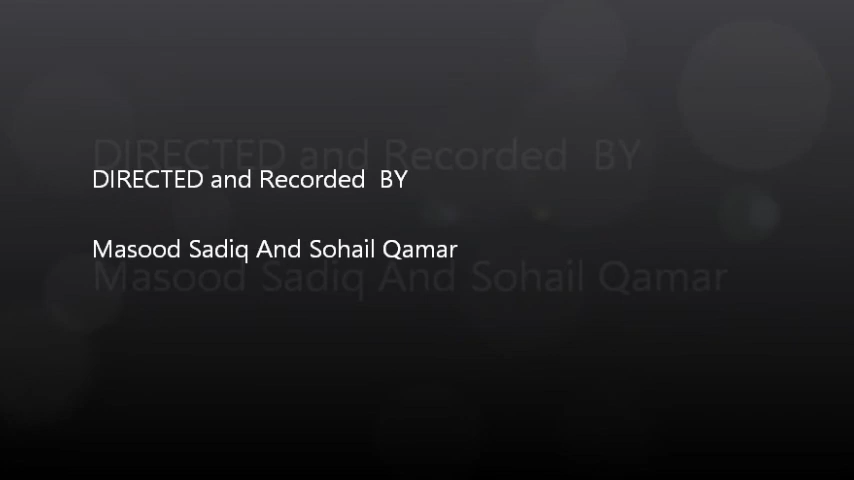 DIRECTED and Recorded  BY
Masood Sadiq And Sohail Qamar